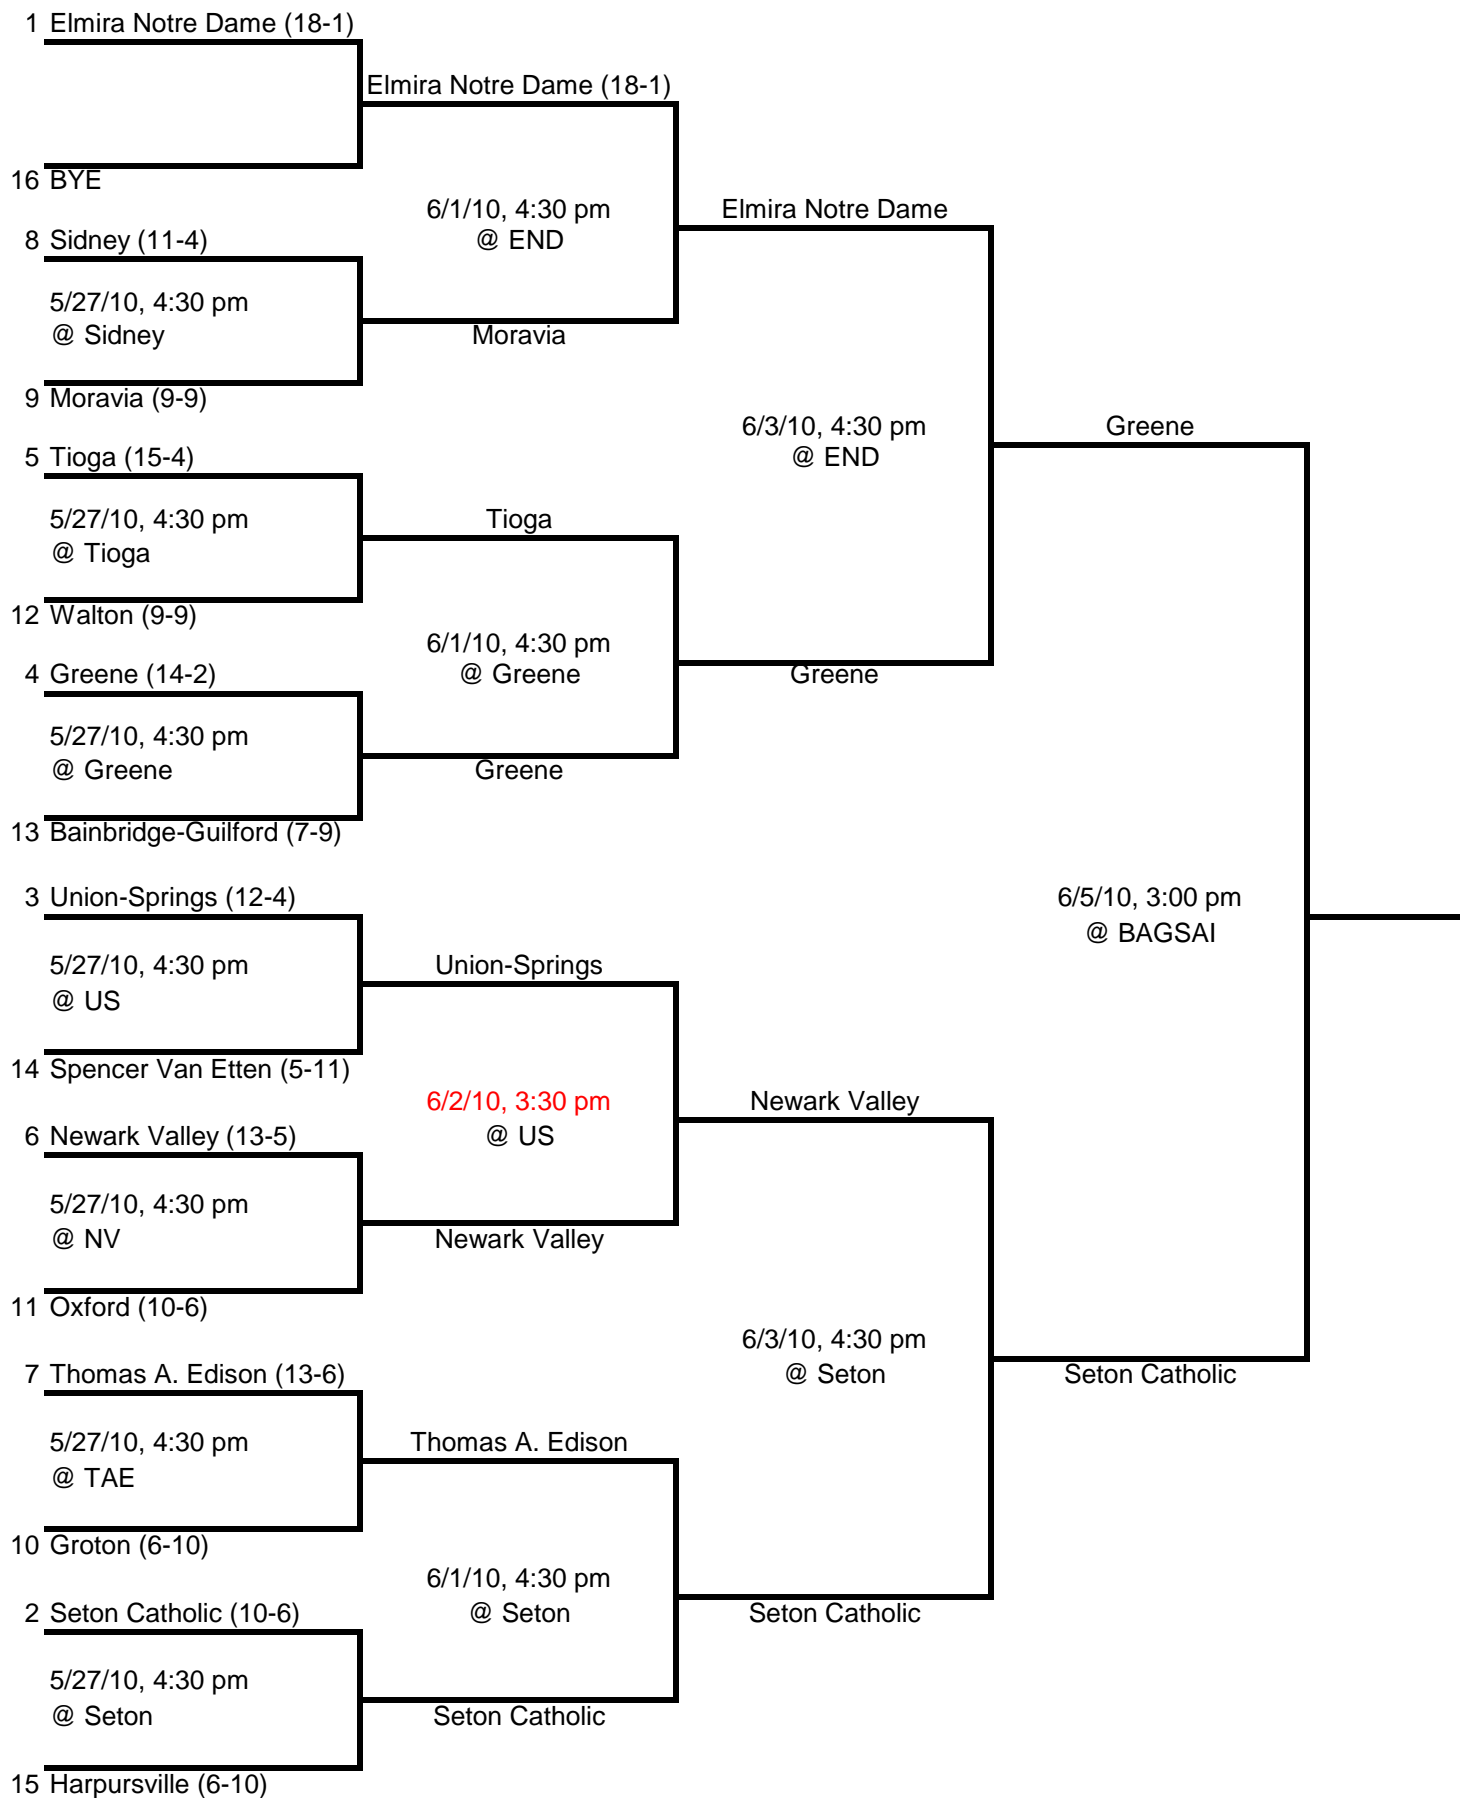 1 Elmira Notre Dame (18-1)
Elmira Notre Dame (18-1)
16 BYE
6/1/10, 4:30 pm
@ END
Elmira Notre Dame
8 Sidney (11-4)
5/27/10, 4:30 pm
@ Sidney
Moravia
9 Moravia (9-9)
6/3/10, 4:30 pm
@ END
Greene
5 Tioga (15-4)
5/27/10, 4:30 pm
@ Tioga
Tioga
12 Walton (9-9)
6/1/10, 4:30 pm
@ Greene
Greene
4 Greene (14-2)
5/27/10, 4:30 pm
@ Greene
Greene
13 Bainbridge-Guilford (7-9)
3 Union-Springs (12-4)
6/5/10, 3:00 pm
@ BAGSAI
5/27/10, 4:30 pm
@ US
Union-Springs
14 Spencer Van Etten (5-11)
6/2/10, 3:30 pm
@ US
Newark Valley
6 Newark Valley (13-5)
5/27/10, 4:30 pm
@ NV
Newark Valley
11 Oxford (10-6)
6/3/10, 4:30 pm
@ Seton
Seton Catholic
7 Thomas A. Edison (13-6)
5/27/10, 4:30 pm
@ TAE
Thomas A. Edison
10 Groton (6-10)
6/1/10, 4:30 pm
@ Seton
Seton Catholic
2 Seton Catholic (10-6)
5/27/10, 4:30 pm
@ Seton
Seton Catholic
15 Harpursville (6-10)